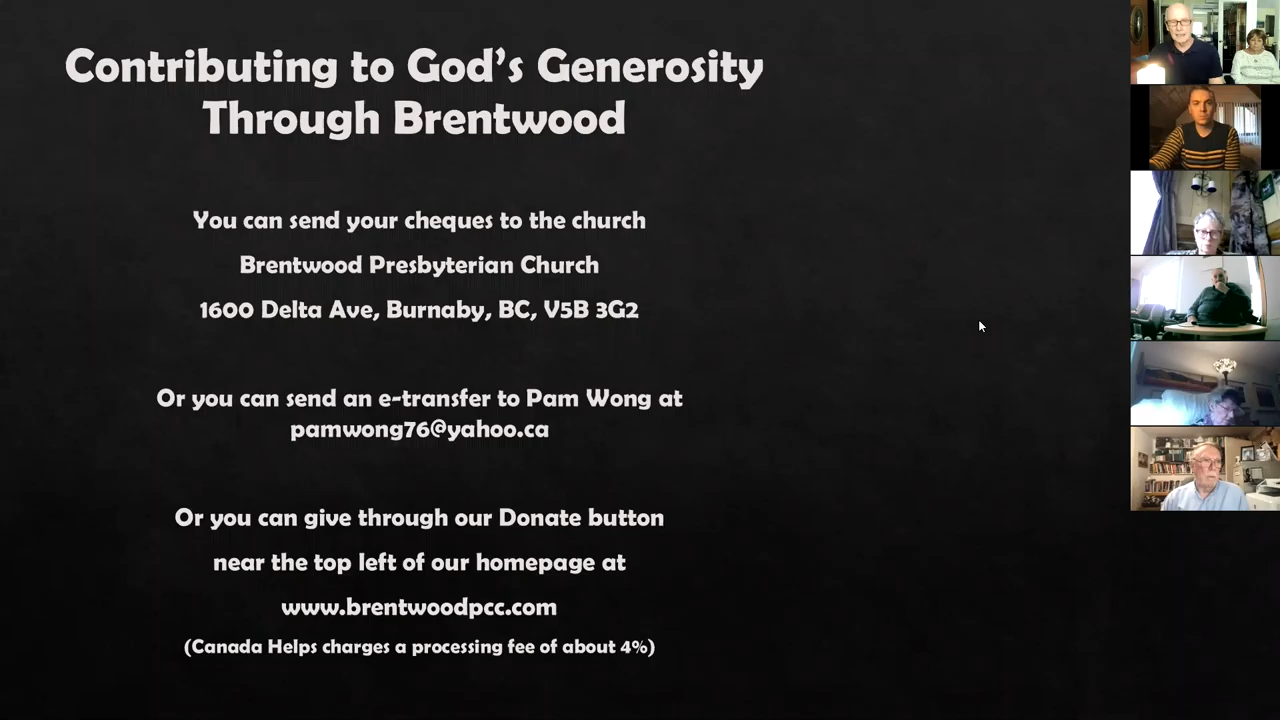 Contributing to God's Generosity
Through Brentwood
You can send your cheques to the church
Brentwood Presbyterian Church
1600 Delta Ave, Burnaby, BC, V5B 3G2
Or you can send an e-transfer to Pam Wong at
pamwong76@yahoo.ca
Or you can give through our Donate button
near the top left of our homepage at
www.brentwoodpcc.com
(Canada Helps charges a processing fee of about 4%)